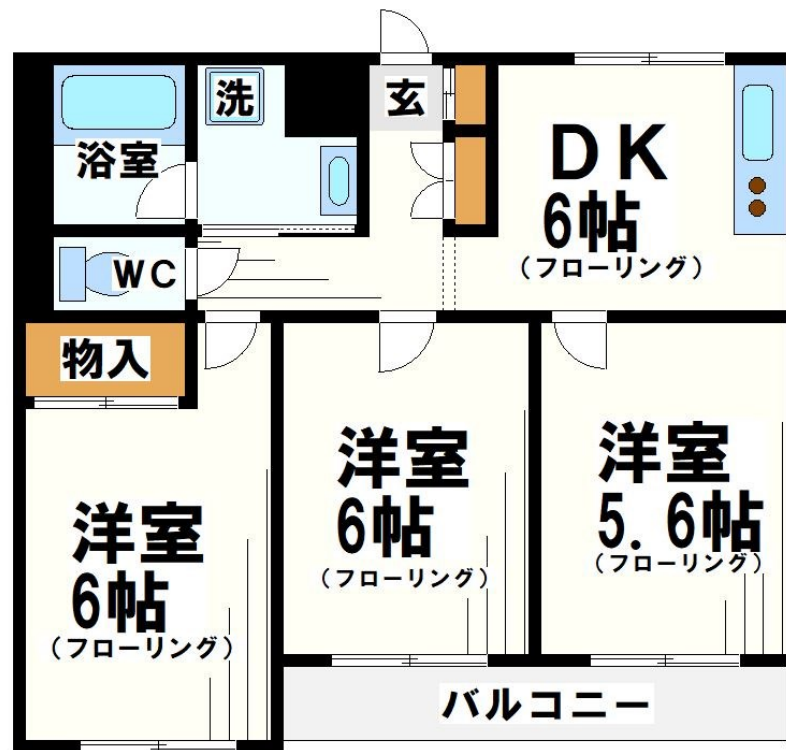 洗
玄
浴室
DK
6帖
(フローリング)
WC
物入
洋室
6帖
(フローリング)
洋室
6帖
(フローリング)
洋室
5.6帖
(フローリング)
バルコニー